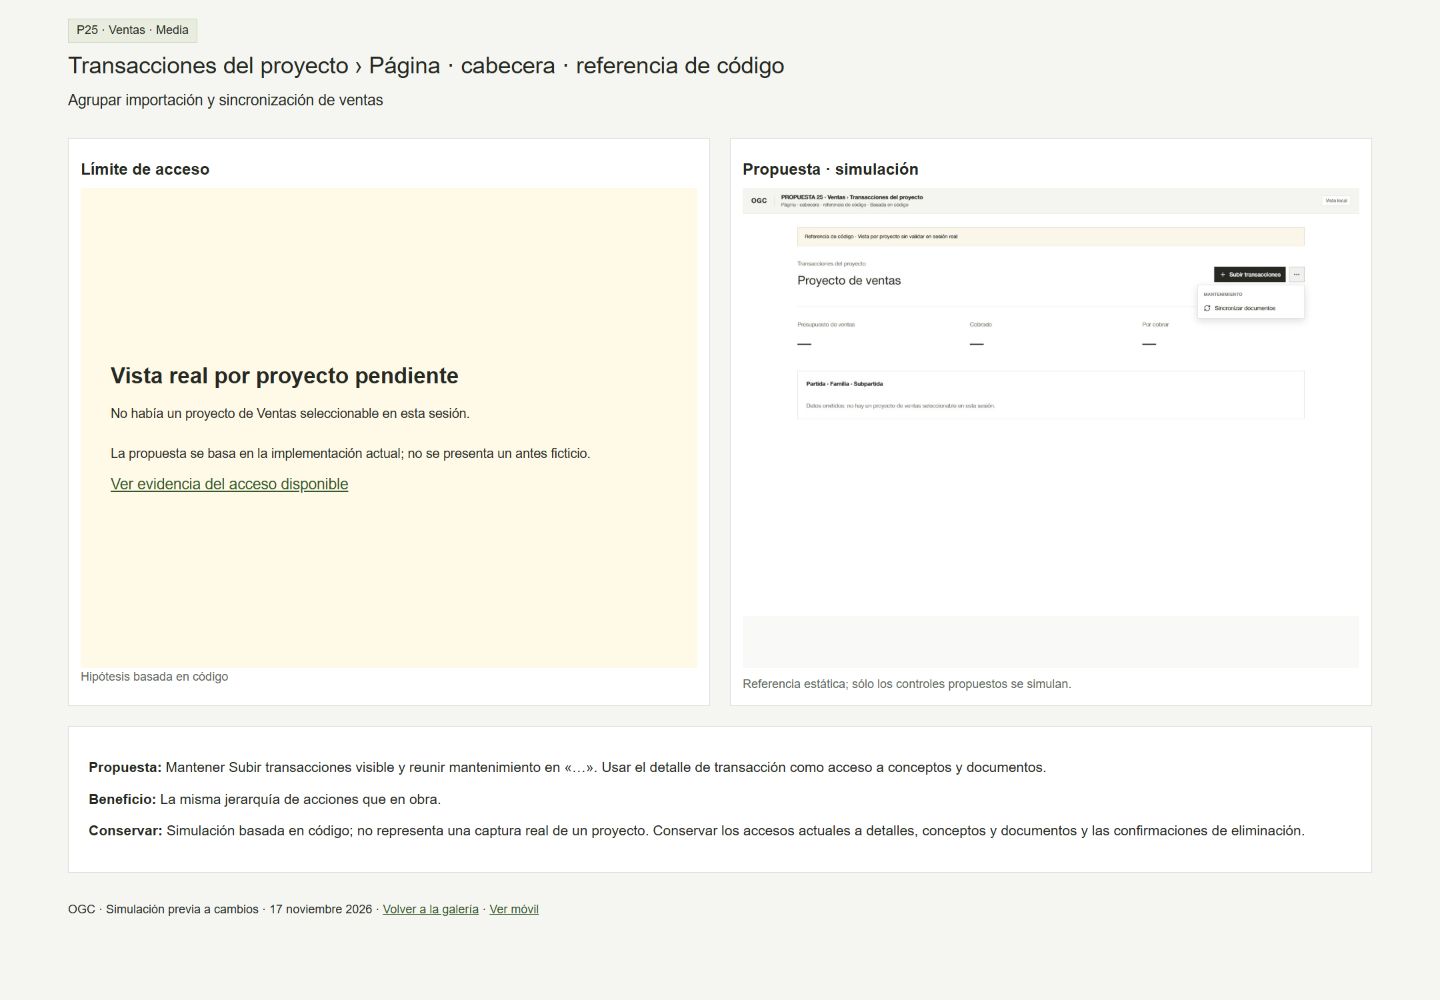 P25 · Ventas · Media
Transacciones del proyecto › Página · cabecera · referencia de código
Agrupar importación y sincronización de ventas
Límite de acceso
Vista real por proyecto pendiente
No había un proyecto de Ventas seleccionable en esta sesión.
La propuesta se basa en la implementación actual; no se presenta un antes ficticio.
Ver evidencia del acceso disponible
Hipótesis basada en código
Propuesta · simulación
OGC
PROPUESTA 25 · Ventas · Transacciones del proyecto
Página · cabecera · referencia de código · Basada en código
Vista local
Referencia de código · Vista por proyecto sin validar en sesión real
Transacciones del proyecto
Proyecto de ventas
+ Subir transacciones
...
MANTENIMIENTO
Sincronizar documentos
Presupuesto de ventas
Cobrado
Por cobrar
—
—
—
Partida · Familia · Subpartida
Datos omitidos: no hay un proyecto de ventas seleccionable en esta sesión.
Referencia estática; sólo los controles propuestos se simulan.
Propuesta: Mantener Subir transacciones visible y reunir mantenimiento en «…». Usar el detalle de transacción como acceso a conceptos y documentos.
Beneficio: La misma jerarquía de acciones que en obra.
Conservar: Simulación basada en código; no representa una captura real de un proyecto. Conservar los accesos actuales a detalles, conceptos y documentos y las confirmaciones de eliminación.
OGC · Simulación previa a cambios · 17 noviembre 2026 · Volver a la galería · Ver móvil